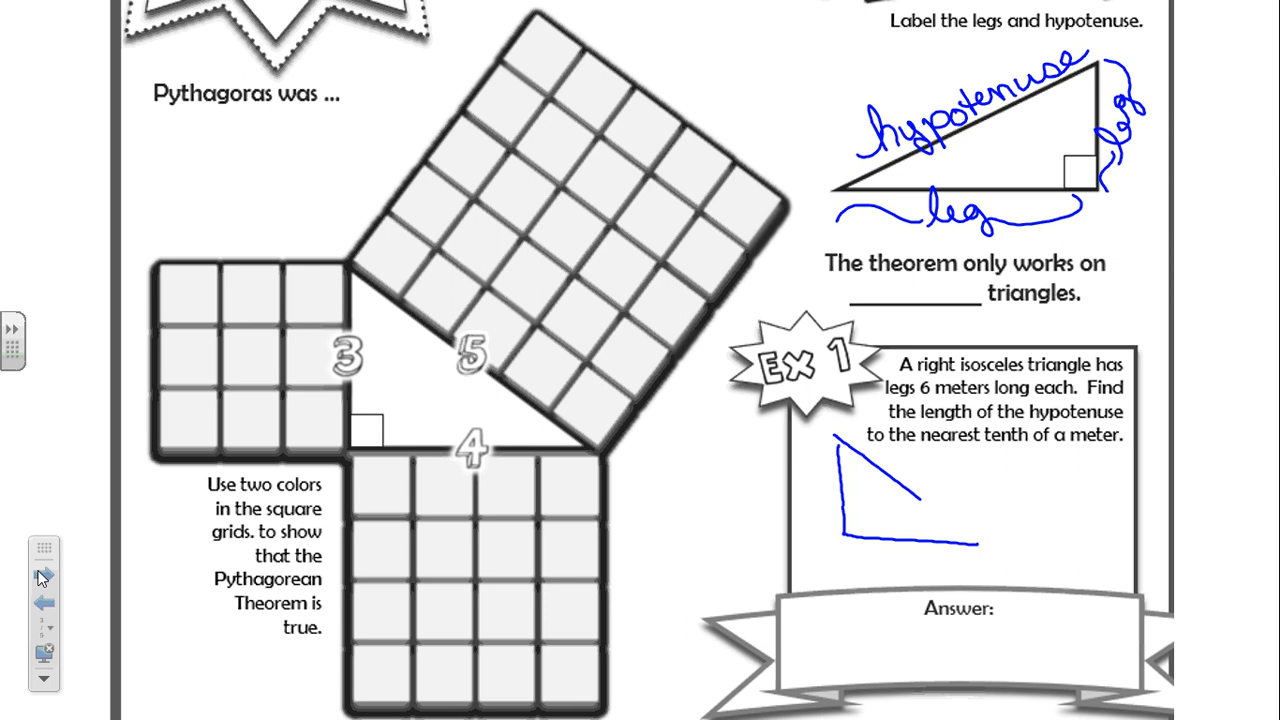 Label the legs and hypotenuse.
Pythagoras was ...
hypotenuse
leg
leg
The theorem only works on
____________ triangles.
3
5
4
Use two colors
in the square
grids. to show
that the
Pythagorean
Theorem is
true.
Ex 1
A right isosceles triangle has
legs 6 meters long each. Find
the length of the hypotenuse
to the nearest tenth of a meter.
Answer:
3
/
5